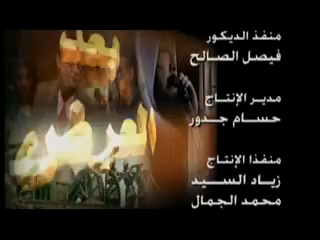 منفذ الديكور
فيصل الصالح
مدير الإنتاج
حسام جدور
منفذا الإنتاج
زياد السيد
محمد الجمال